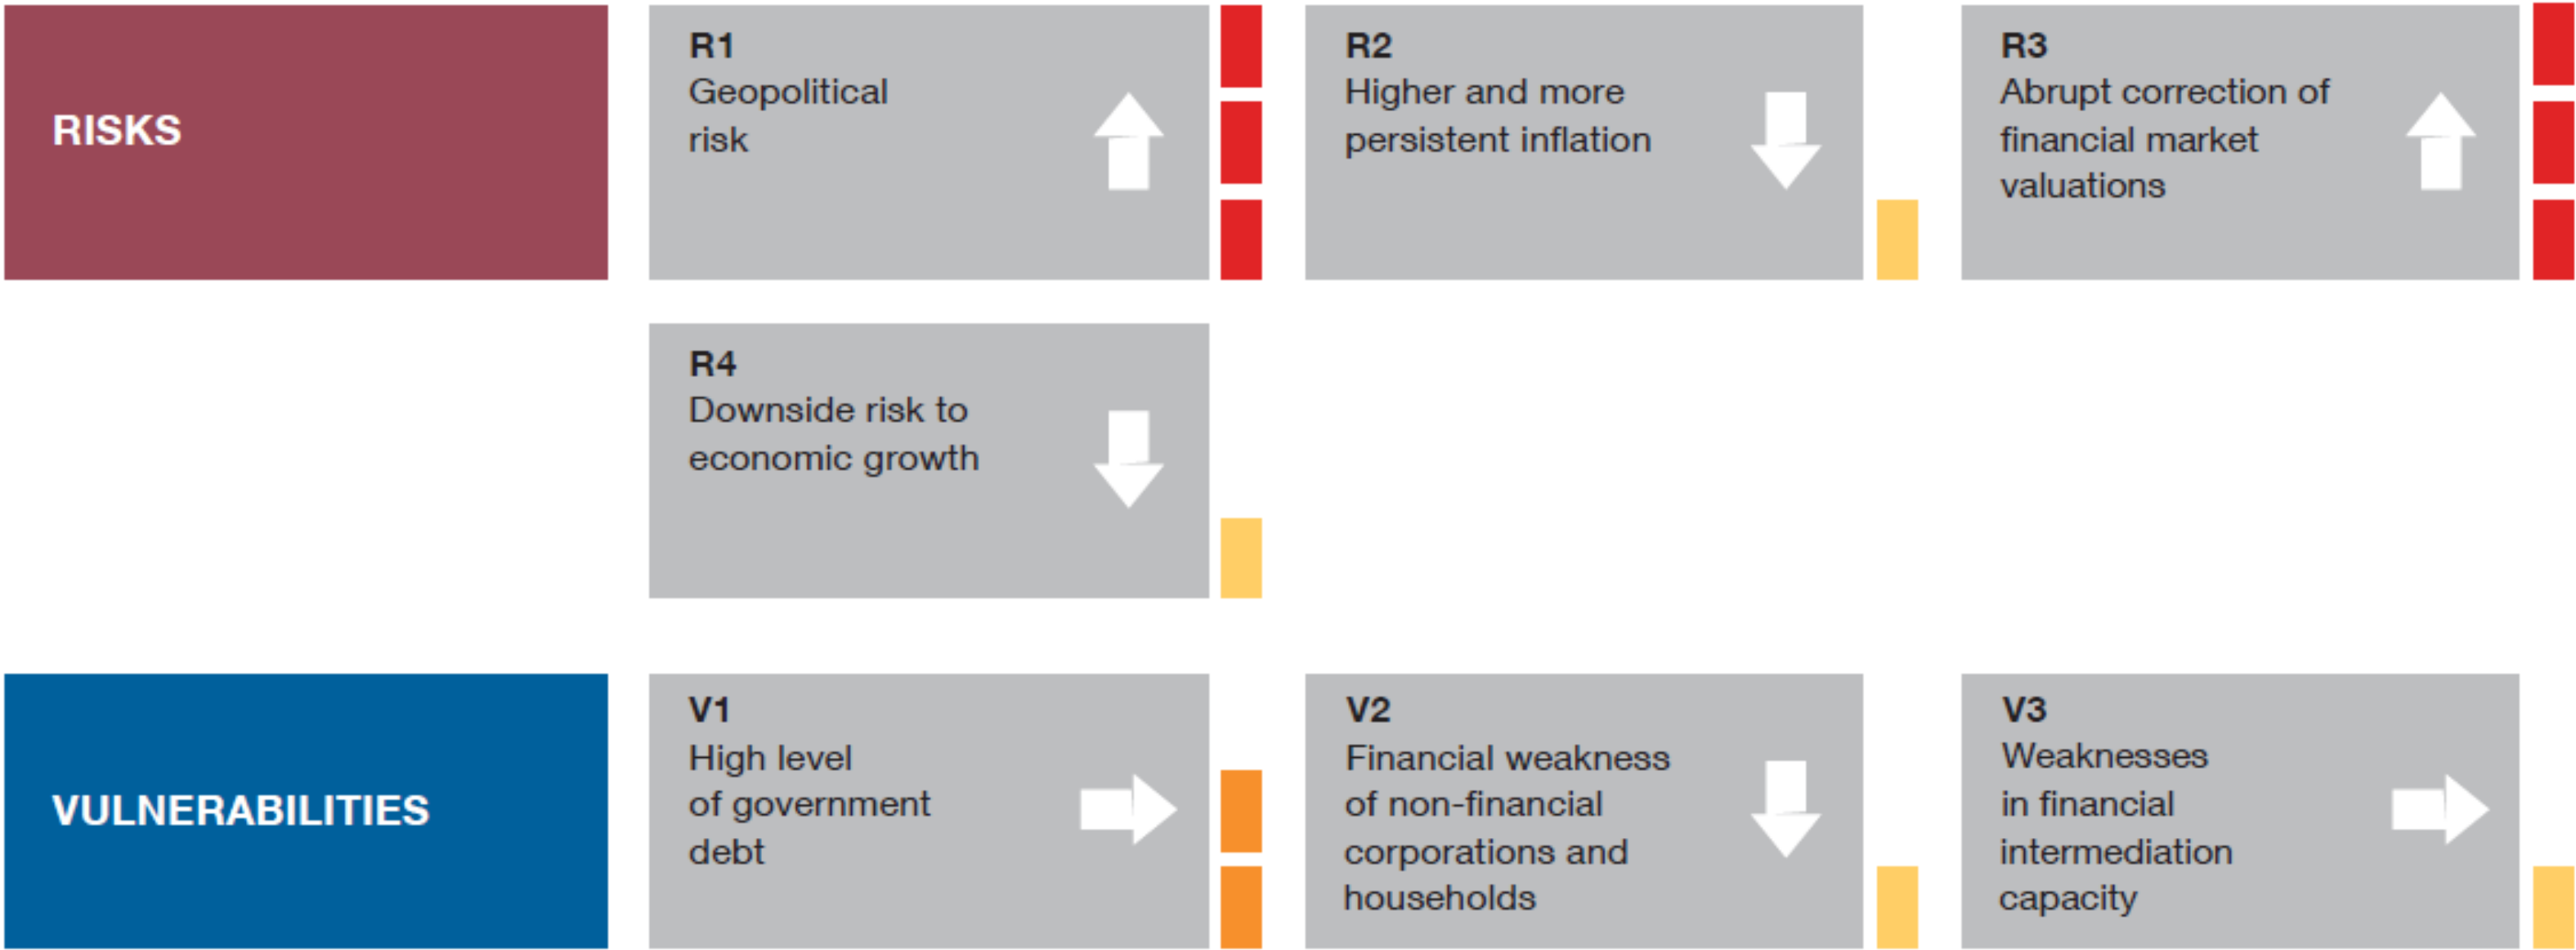 RISKS
R1
Geopolitical
risk
R2
Higher and more
persistent inflation
R3
Abrupt correction of
financial market
valuations
R4
Downside risk to
economic growth
VULNERABILITIES
V1
High level
of government
debt
V2
Financial weakness
of non-financial
corporations and
households
V3
Weaknesses
in financial
intermediation
capacity